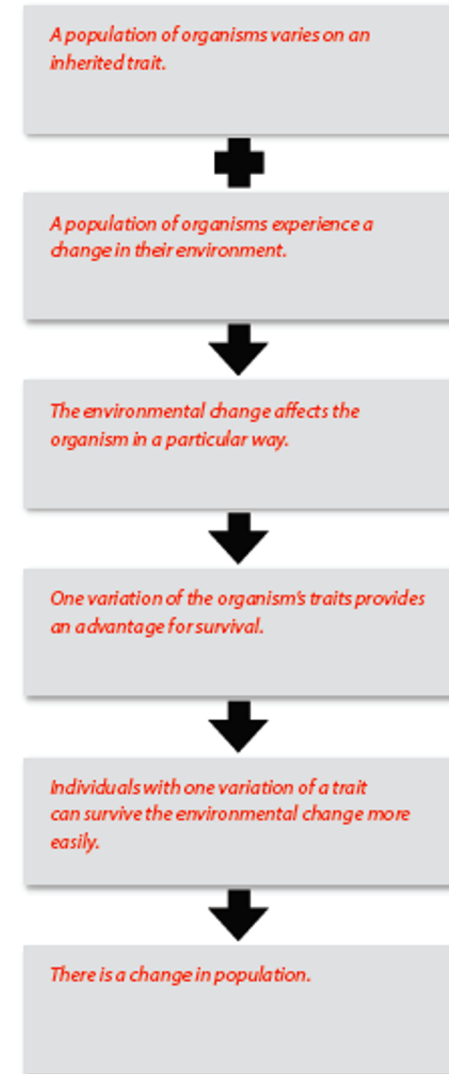 A population of organisms varies on an
inherited trait.
A population of organisms experience a
change in their environment.
The environmental change affects the
organism in a particular way.
One variation of the organism's traits provides
an advantage for survival.
Individuals with one variation of a trait
can survive the environmental change more
easily.
There is a change in population.